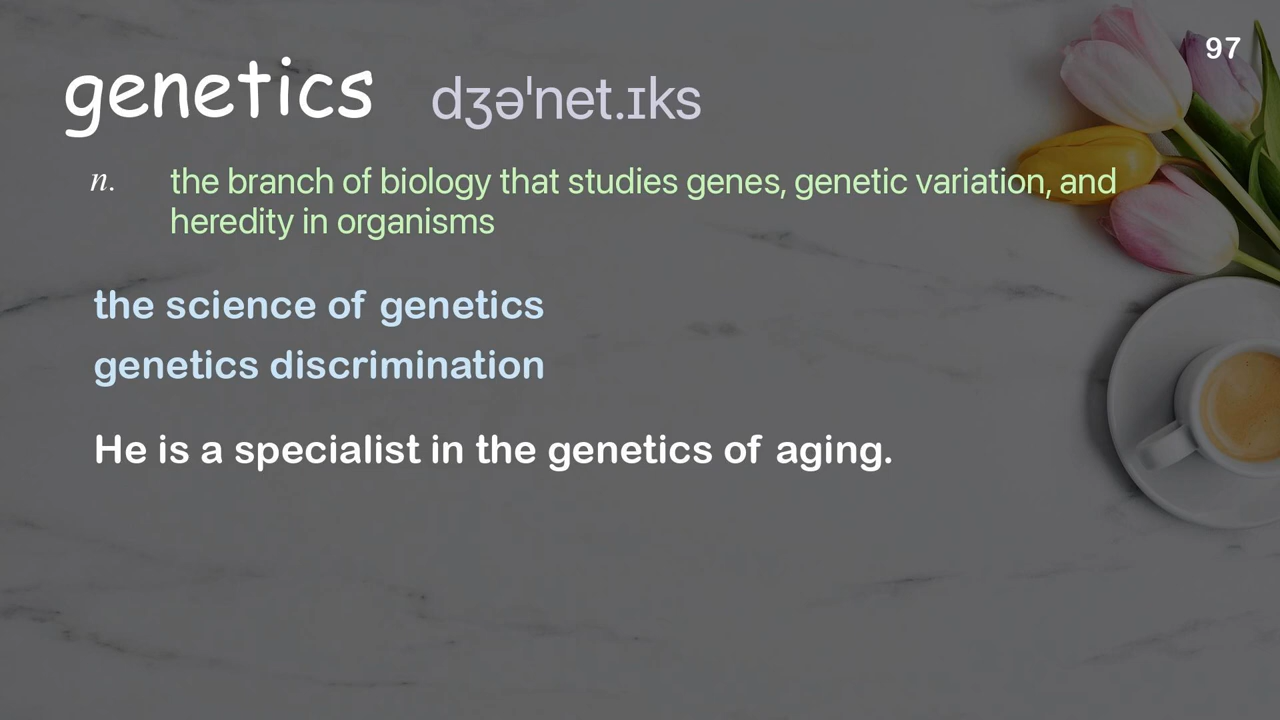 97
genetics dʒəˈnet.ɪks
n. the branch of biology that studies genes, genetic variation, and
heredity in organisms
the science of genetics
genetics discrimination
He is a specialist in the genetics of aging.